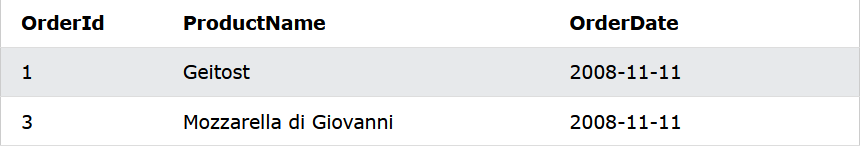 OrderId ProductName OrderDate
1 Geitost 2008-11-11
3 Mozzarella di Giovanni 2008-11-11